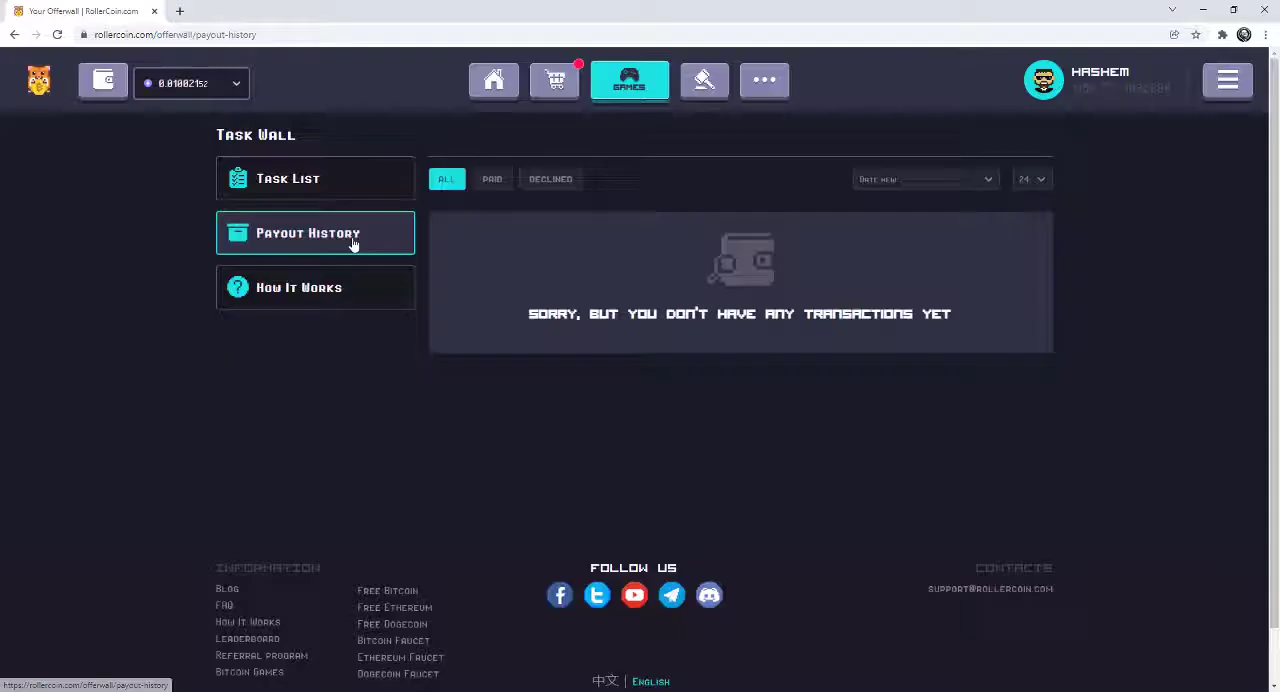 Your Offerwall | RollerCoin.com
rollercoin.com/offerwall/payout-history
GAMES
HASHEM
TASK WALL
TASK LIST
PAYOUT HISTORY
HOW IT WORKS
ALL
PAID
DECLINED
DATE NEW
24
SORRY, BUT YOU DON'T HAVE ANY TRANSACTIONS YET
INFORMATION
BLOG
FAQ
HOW IT WORKS
LEADERBOARD
REFERRAL PROGRAM
BITCOIN GAMES
FREE BITCOIN
FREE ETHEREUM
FREE DOGECOIN
BITCOIN FAUCET
ETHEREUM FAUCET
DOGECOIN FAUCET
FOLLOW US
CONTACTS
SUPPORT@ROLLERCOIN.COM
中文 | ENGLISH
https://rollercoin.com/offerwall/payout-history